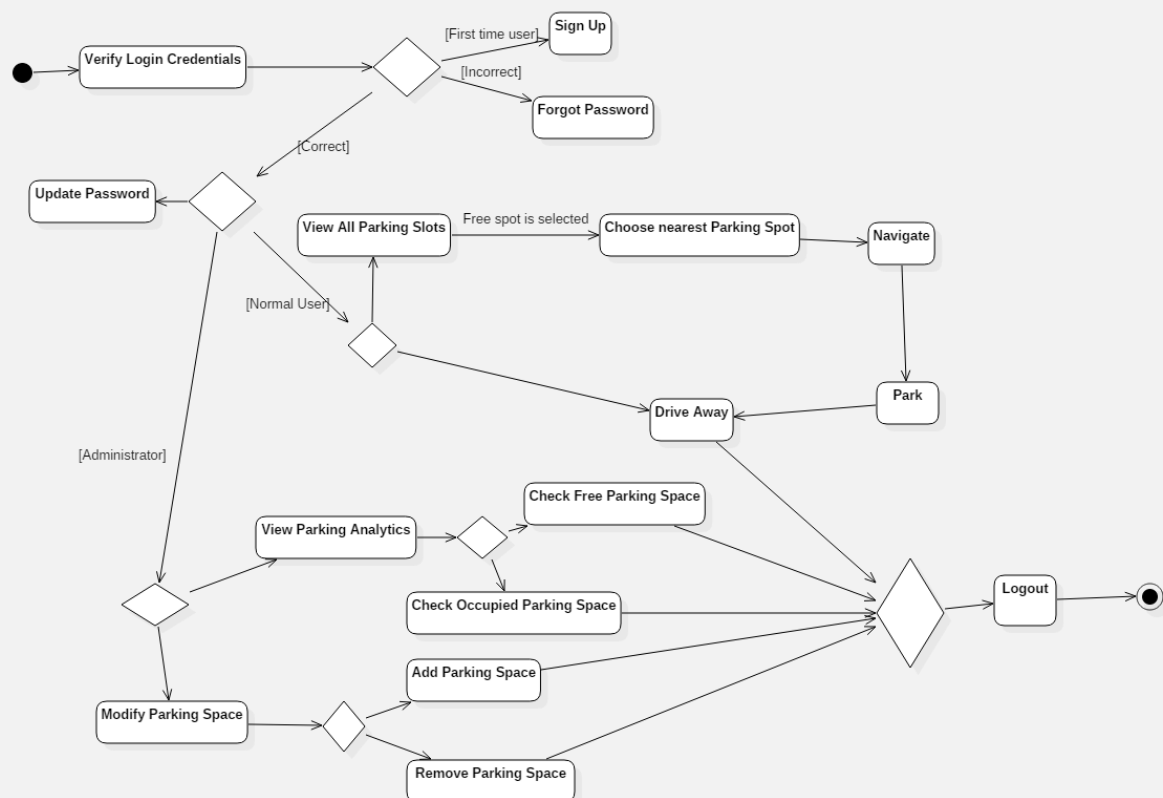 Sign Up
[First time user]
Verify Login Credentials
[Incorrect]
Forgot Password
[Correct]
Update Password
View All Parking Slots
Free spot is selected
Choose nearest Parking Spot
Navigate
[Normal User]
Park
Drive Away
[Administrator]
Check Free Parking Space
View Parking Analytics
Check Occupied Parking Space
Logout
Add Parking Space
Modify Parking Space
Remove Parking Space